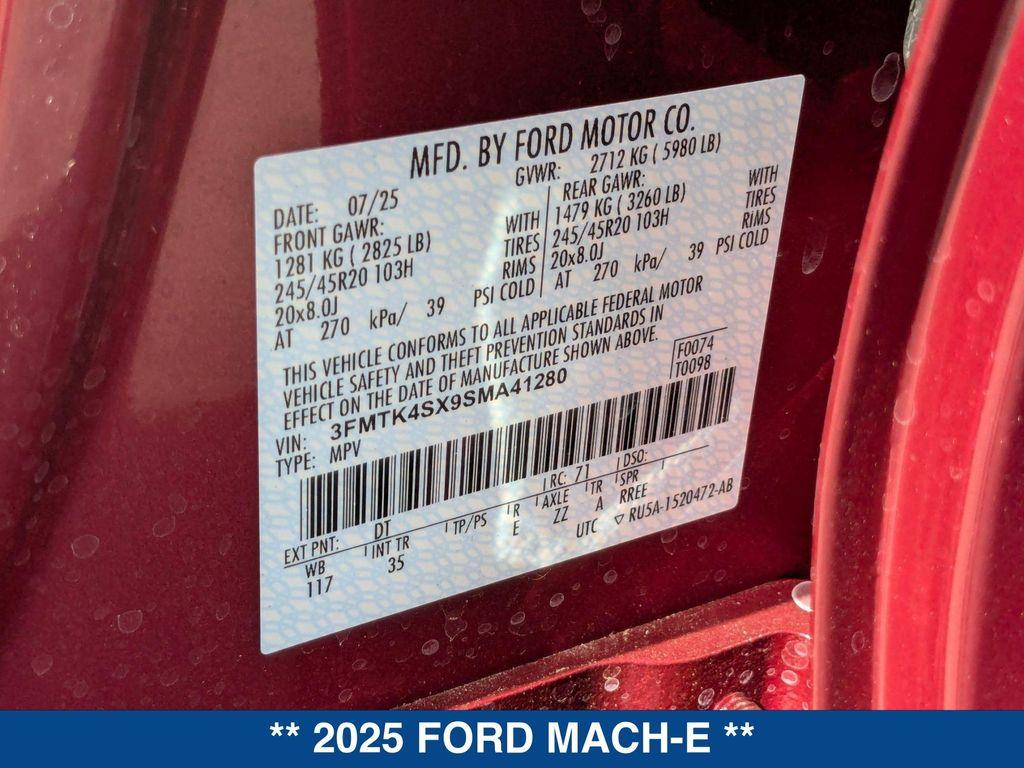 MFD. BY FORD MOTOR CO.
DATE: 07/25 GVWR: 2712 KG ( 5980 LB)
FRONT GAWR: WITH REAR GAWR: WITH
1281 KG ( 2825 LB) TIRES 1479 KG ( 3260 LB) TIRES
245/45R20 103H RIMS 245/45R20 103H RIMS
20x8.0J PSI COLD 20x8.0J PSI COLD
AT 270 kPa/ 39 AT 270 kPa/ 39
THIS VEHICLE CONFORMS TO ALL APPLICABLE FEDERAL MOTOR
VEHICLE SAFETY AND THEFT PREVENTION STANDARDS IN
EFFECT ON THE DATE OF MANUFACTURE SHOWN ABOVE.
F0074
T0098
VIN: 3FMTK4SX9SMA41280
TYPE: MPV
EXT PNT: DT RC: 71 DSO:
WB INT TR TP/PS R AXLE TR SPR
117 35 E ZZ A RREE
UTC ▽ RU5A-1520472-AB
** 2025 FORD MACH-E **